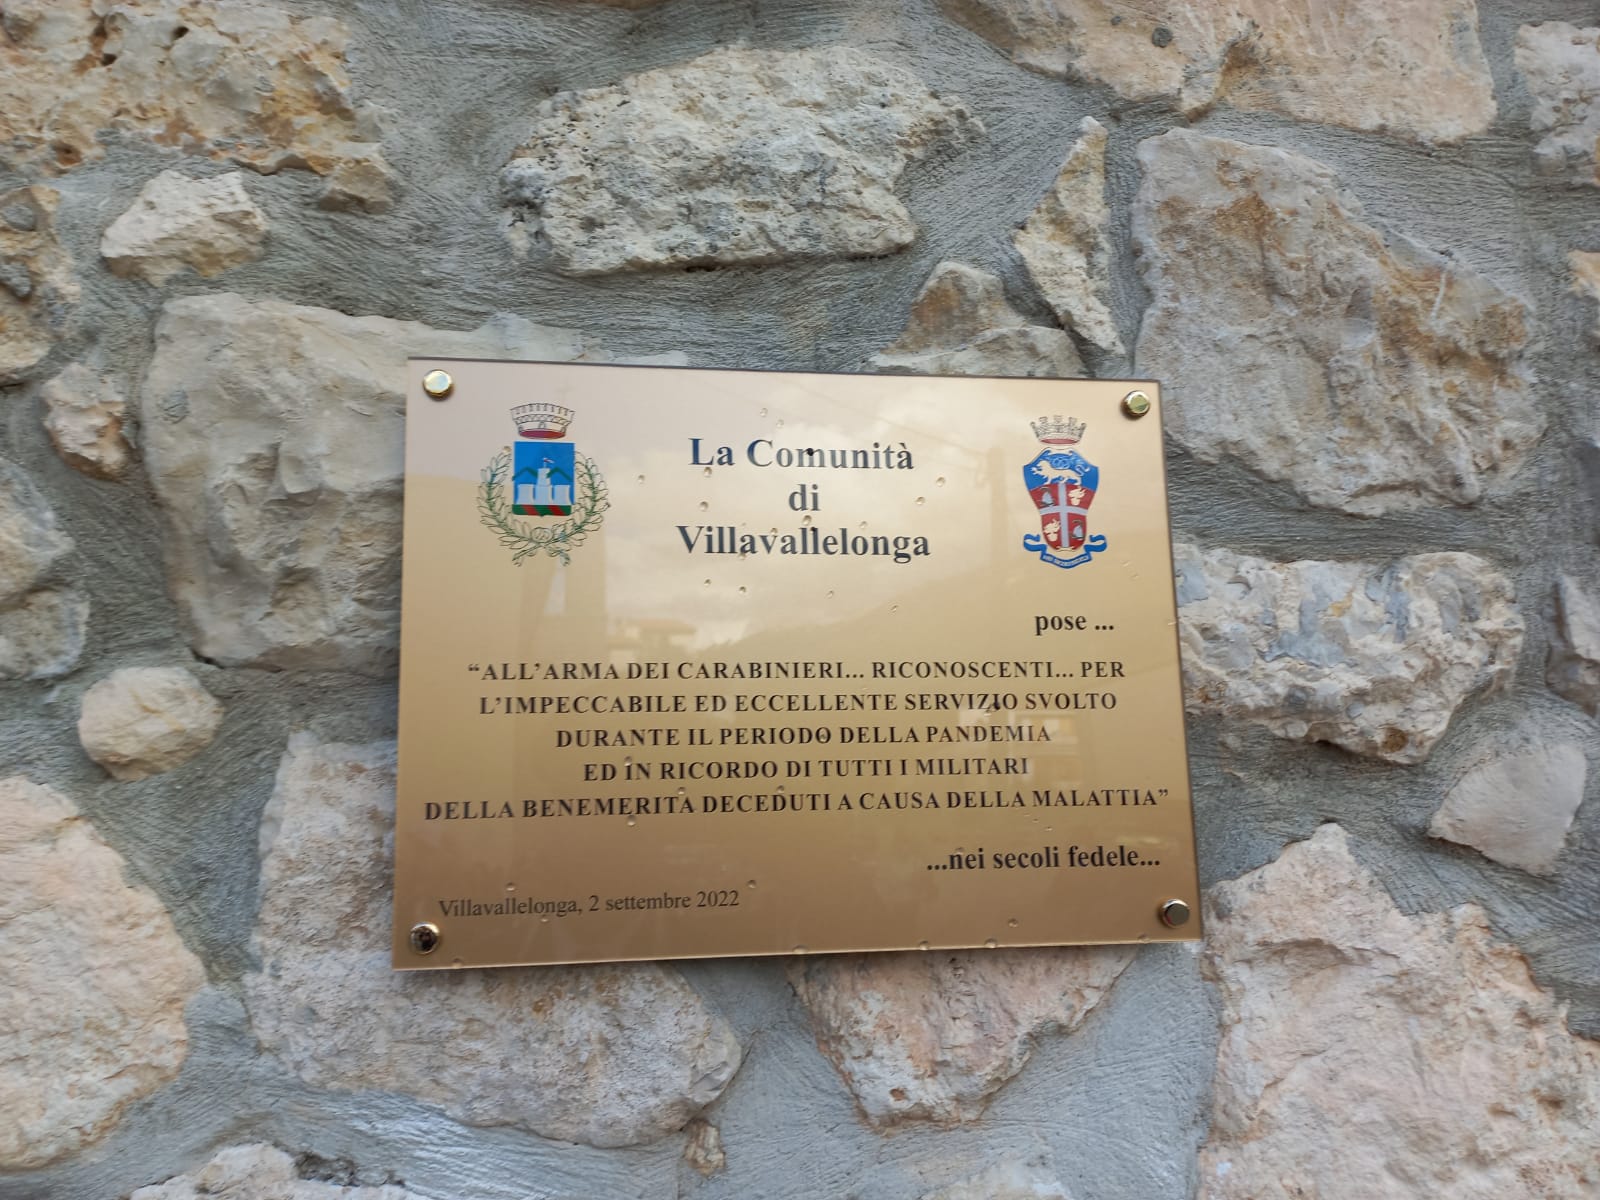 La Comunità
di
Villavallelonga
pose ...
“ALL’ARMA DEI CARABINIERI... RICONOSCENTI... PER
L’IMPECCABILE ED ECCELLENTE SERVIZIO SVOLTO
DURANTE IL PERIODO DELLA PANDEMIA
ED IN RICORDO DI TUTTI I MILITARI
DELLA BENEMERITA DECEDUTI A CAUSA DELLA MALATTIA”
...nei secoli fedele...
Villavallelonga, 2 settembre 2022